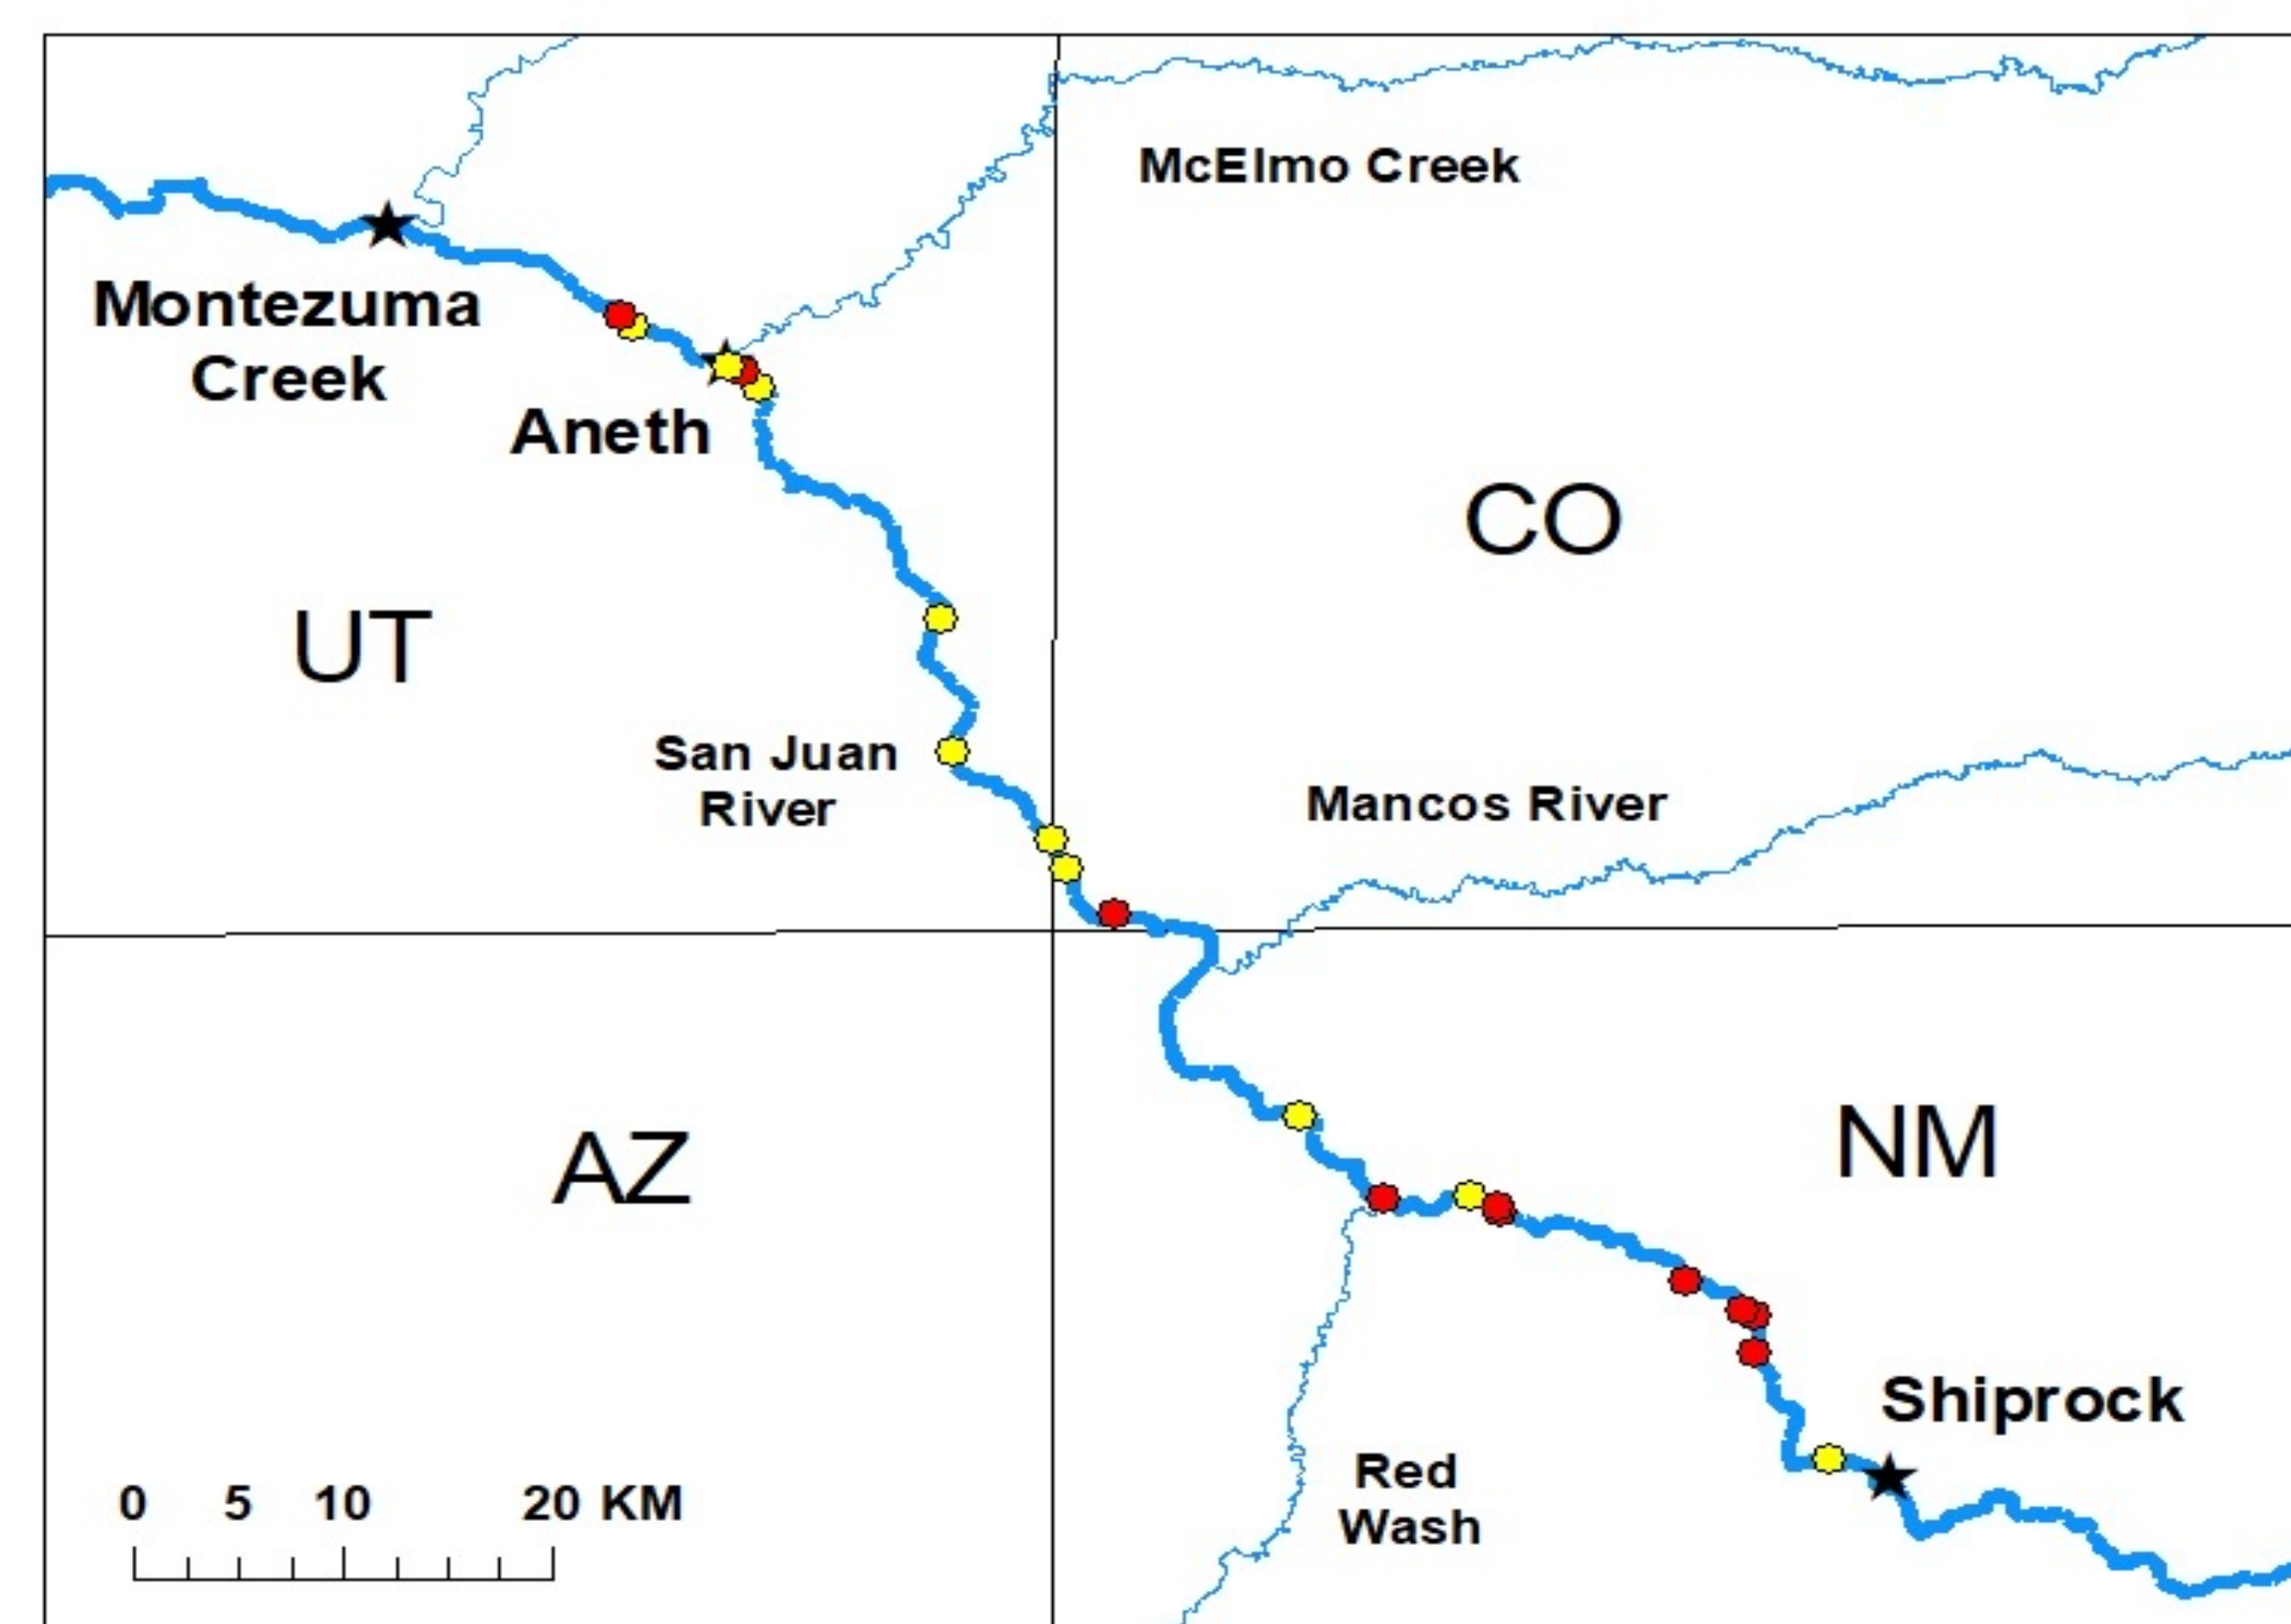 McElmo Creek
Montezuma
Creek
Aneth
CO
UT
San Juan
River
Mancos River
AZ
NM
Shiprock
Red
Wash
0 5 10 20 KM